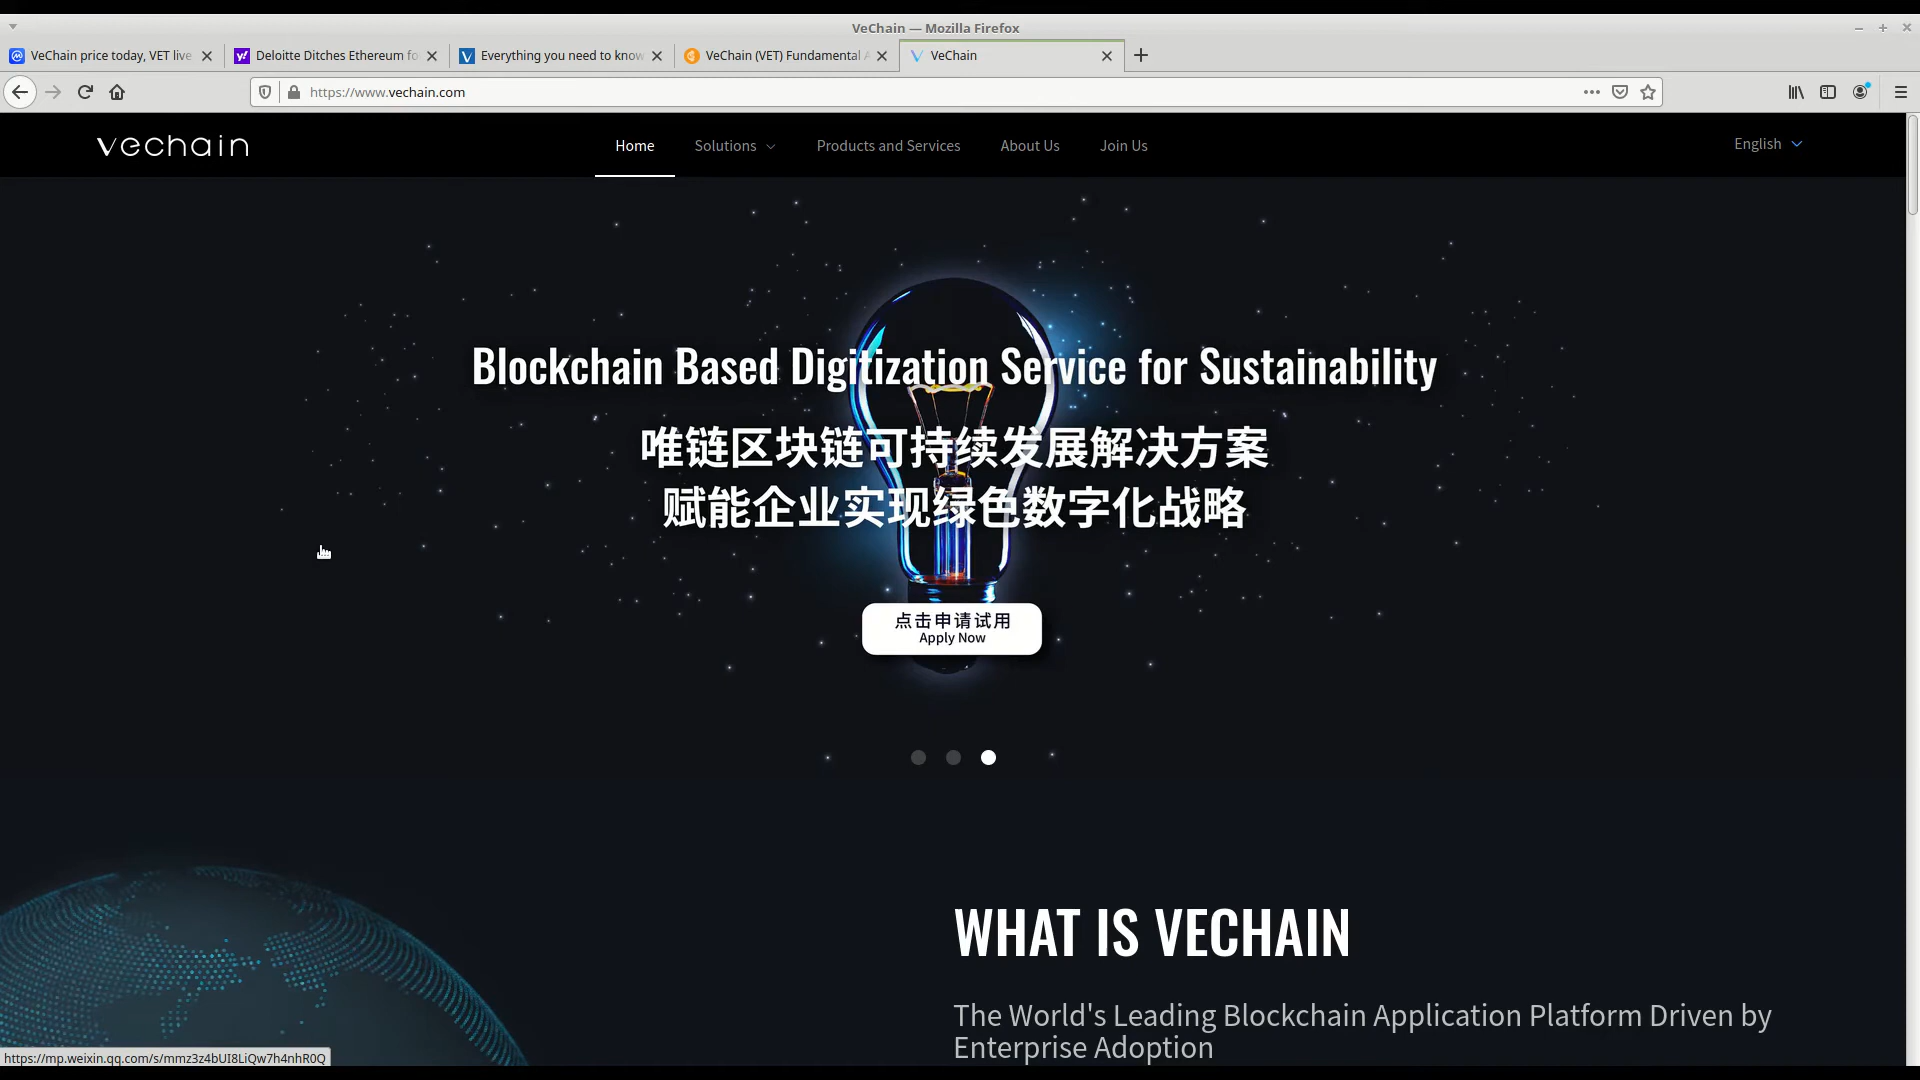 VeChain — Mozilla Firefox
VeChain price today, VET live
Deloitte Ditches Ethereum fo
Everything you need to know
VeChain (VET) Fundamental A
VeChain
https://www.vechain.com
vechain
Home
Solutions
Products and Services
About Us
Join Us
English
Blockchain Based Digitization Service for Sustainability
唯链区块链可持续发展解决方案
赋能企业实现绿色数字化战略
点击申请试用
Apply Now
WHAT IS VECHAIN
The World's Leading Blockchain Application Platform Driven by
Enterprise Adoption
https://mp.weixin.qq.com/s/mmz3z4bUI8LiQw7h4nhR0Q